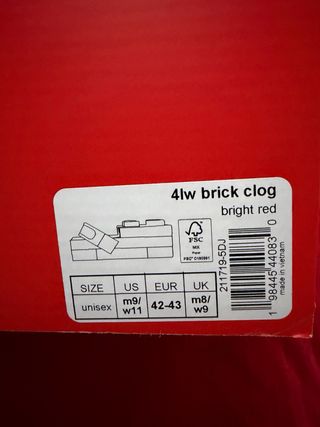 4lw brick clog
bright red
FSC
MIX
Paper
SIZE US EUR UK
unisex m9/w11 42-43 m8/w9
211719-5DJ
1 98445 44083 0
made in vietnam